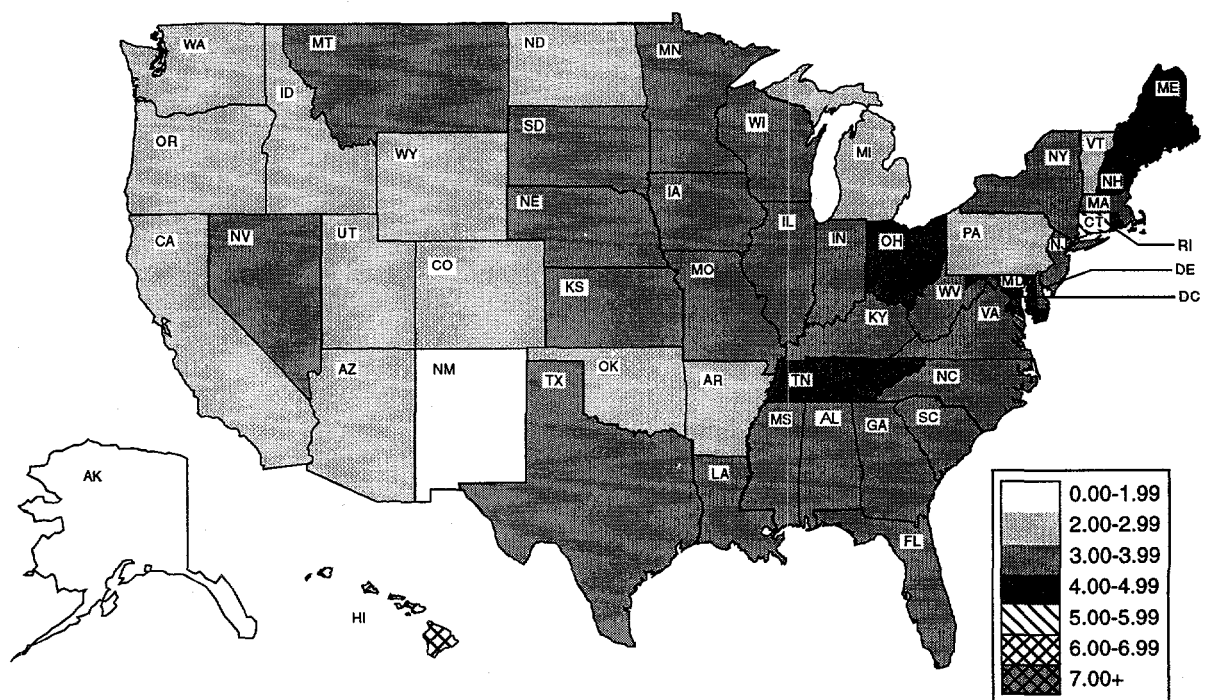 WA
MT
ND
MN
ME
ID
SD
WI
OR
WY
MI
NY
VT
NH
NE
IA
MA
CT
CA
NV
UT
CO
IL
IN
OH
PA
NJ
RI
KS
MO
WV
MD
DE
DC
KY
VA
AZ
NM
TX
OK
AR
TN
NC
MS
AL
GA
SC
LA
AK
FL
HI
0.00-1.99
2.00-2.99
3.00-3.99
4.00-4.99
5.00-5.99
6.00-6.99
7.00+